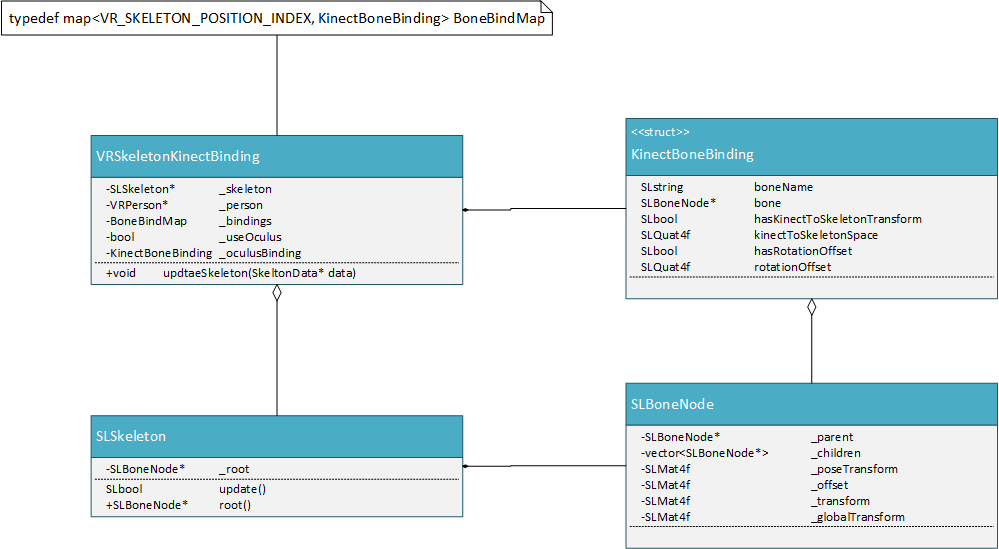 typedef map<VR_SKELETON_POSITION_INDEX, KinectBoneBinding> BoneBindMap
VRSkeletonKinectBinding
-SLSkeleton* _skeleton
-VRPerson* _person
-BoneBindMap _bindings
-bool _useOculus
-KinectBoneBinding _oculusBinding
+void updtaeSkeleton(SkeltonData* data)
<<struct>>
KinectBoneBinding
SLstring boneName
SLBoneNode* bone
SLbool hasKinectToSkeletonTransform
SLQuat4f kinectToSkeletonSpace
SLbool hasRotationOffset
SLQuat4f rotationOffset
SLSkeleton
-SLBoneNode* _root
SLbool update()
+SLBoneNode* root()
SLBoneNode
-SLBoneNode* _parent
-vector<SLBoneNode*> _children
-SLMat4f _poseTransform
-SLMat4f _offset
-SLMat4f _transform
-SLMat4f _globalTransform